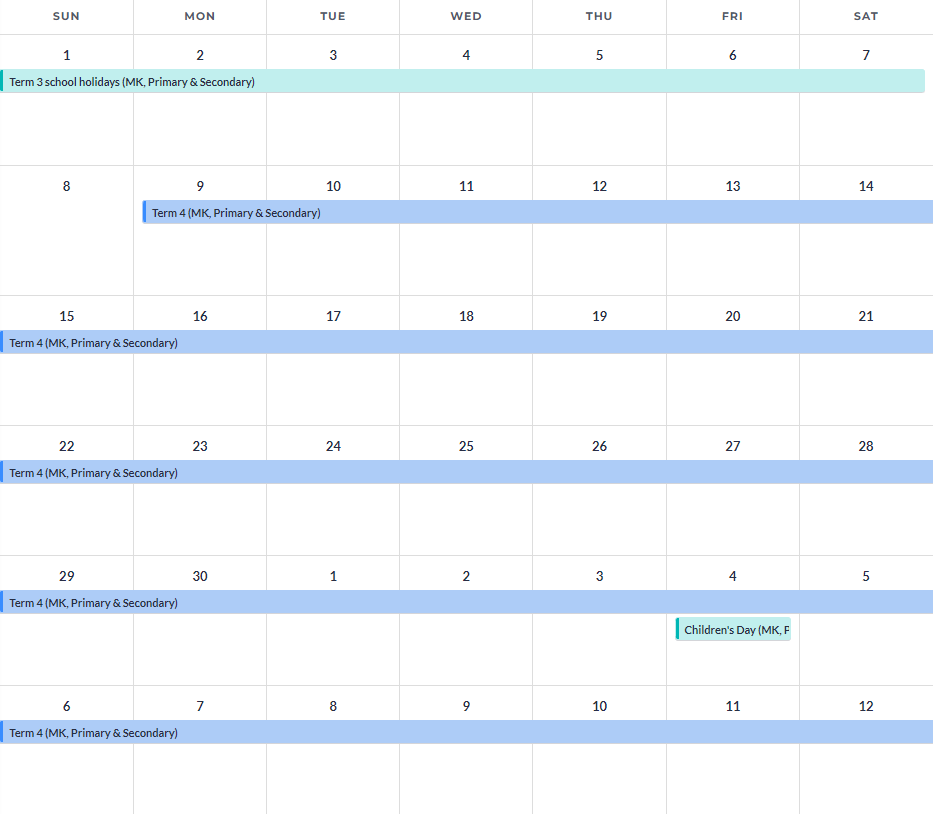 SUN MON TUE WED THU FRI SAT
1 2 3 4 5 6 7
Term 3 school holidays (MK, Primary & Secondary)
8 9 10 11 12 13 14
Term 4 (MK, Primary & Secondary)
15 16 17 18 19 20 21
Term 4 (MK, Primary & Secondary)
22 23 24 25 26 27 28
Term 4 (MK, Primary & Secondary)
29 30 1 2 3 4 5
Term 4 (MK, Primary & Secondary)
Children's Day (MK, P
6 7 8 9 10 11 12
Term 4 (MK, Primary & Secondary)